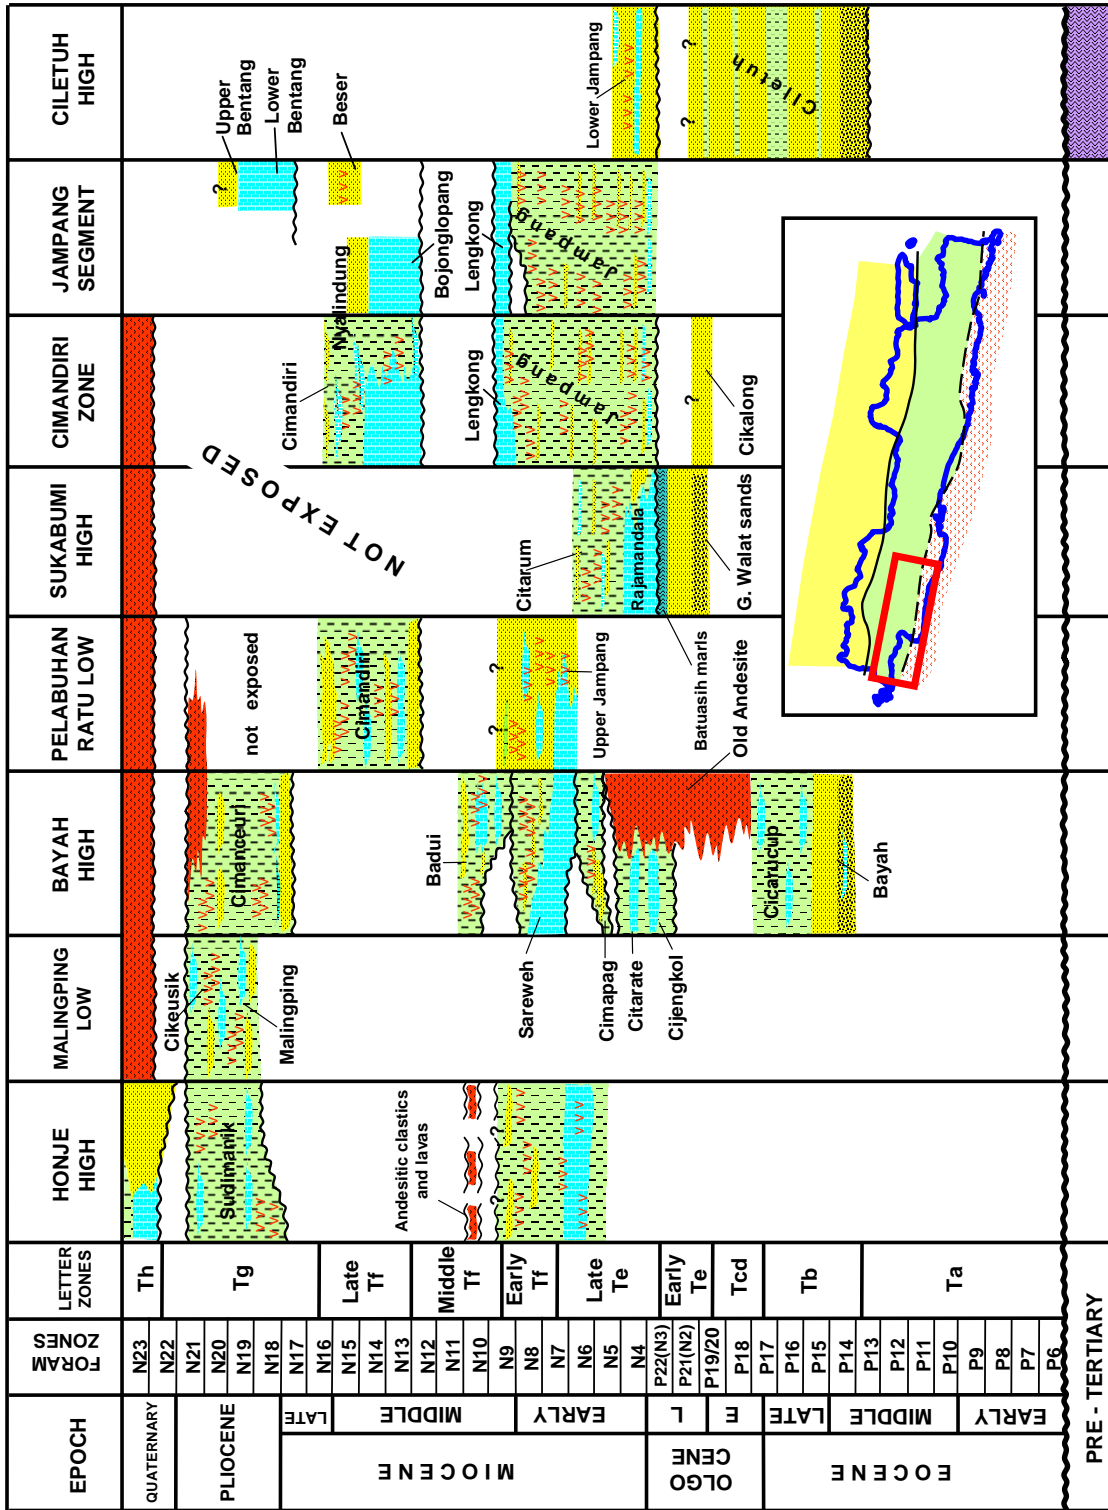 EPOCH
FORAM
ZONES
LETTER
ZONES
HONJE
HIGH
MALINGPING
LOW
BAYAH
HIGH
PELABUHAN
RATU LOW
SUKABUMI
HIGH
CIMANDIRI
ZONE
JAMPANG
SEGMENT
CILETUH
HIGH
QUATERNARY
PLIOCENE
MIOCENE
LATE
MIDDLE
EARLY
OLGO
CENE
L
E
EOCENE
LATE
MIDDLE
EARLY
PRE - TERTIARY
N23
N22
N21
N20
N19
N18
N17
N16
N15
N14
N13
N12
N11
N10
N9
N8
N7
N6
N5
N4
P22(N3)
P21(N2)
P19/20
P18
P17
P16
P15
P14
P13
P12
P11
P10
P9
P8
P7
P6
Th
Tg
Late
Tf
Middle
Tf
Early
Tf
Late
Te
Early
Te
Tcd
Tb
Ta
Sudimanik
Andesitic clastics
and lavas
?
?
Cikeusik
Malingping
Cimanceuri
Badui
Sareweh
Cimapag
Citarate
Cijengkol
Cicarucup
Bayah
not exposed
Cimandiri
?
?
Upper Jampang
Batuasih marls
Old Andesite
NOT EXPOSED
Citarum
Rajamandala
G. Walat sands
Cimandiri
Nyalindung
Lengkong
Jampang
?
Cikalong
Bojonglopang
Lengkong
Jampang
?
Upper
Bentang
Lower
Bentang
Beser
Lower Jampang
?
?
Ciletuh